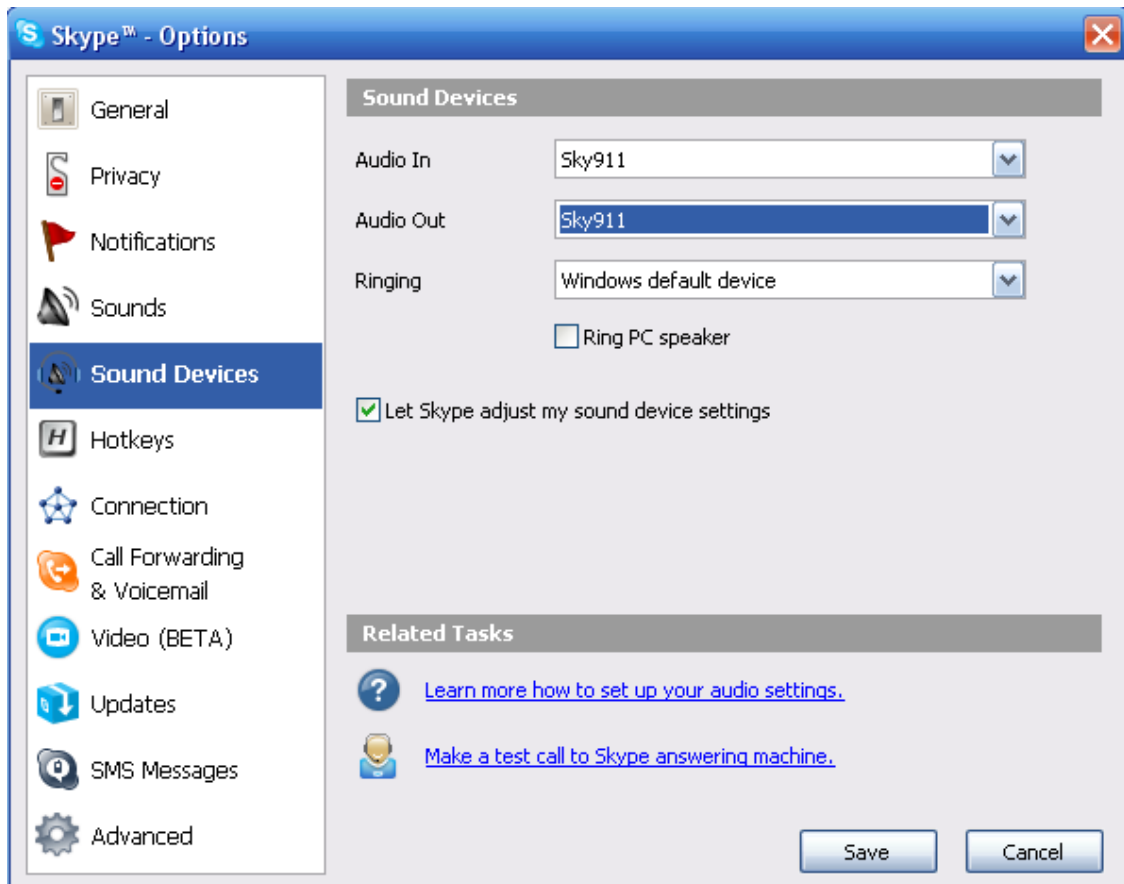 Skype™ - Options
General
Privacy
Notifications
Sounds
Sound Devices
Hotkeys
Connection
Call Forwarding
& Voicemail
Video (BETA)
Updates
SMS Messages
Advanced
Sound Devices
Audio In Sky911
Audio Out Sky911
Ringing Windows default device
Ring PC speaker
Let Skype adjust my sound device settings
Related Tasks
Learn more how to set up your audio settings.
Make a test call to Skype answering machine.
Save Cancel